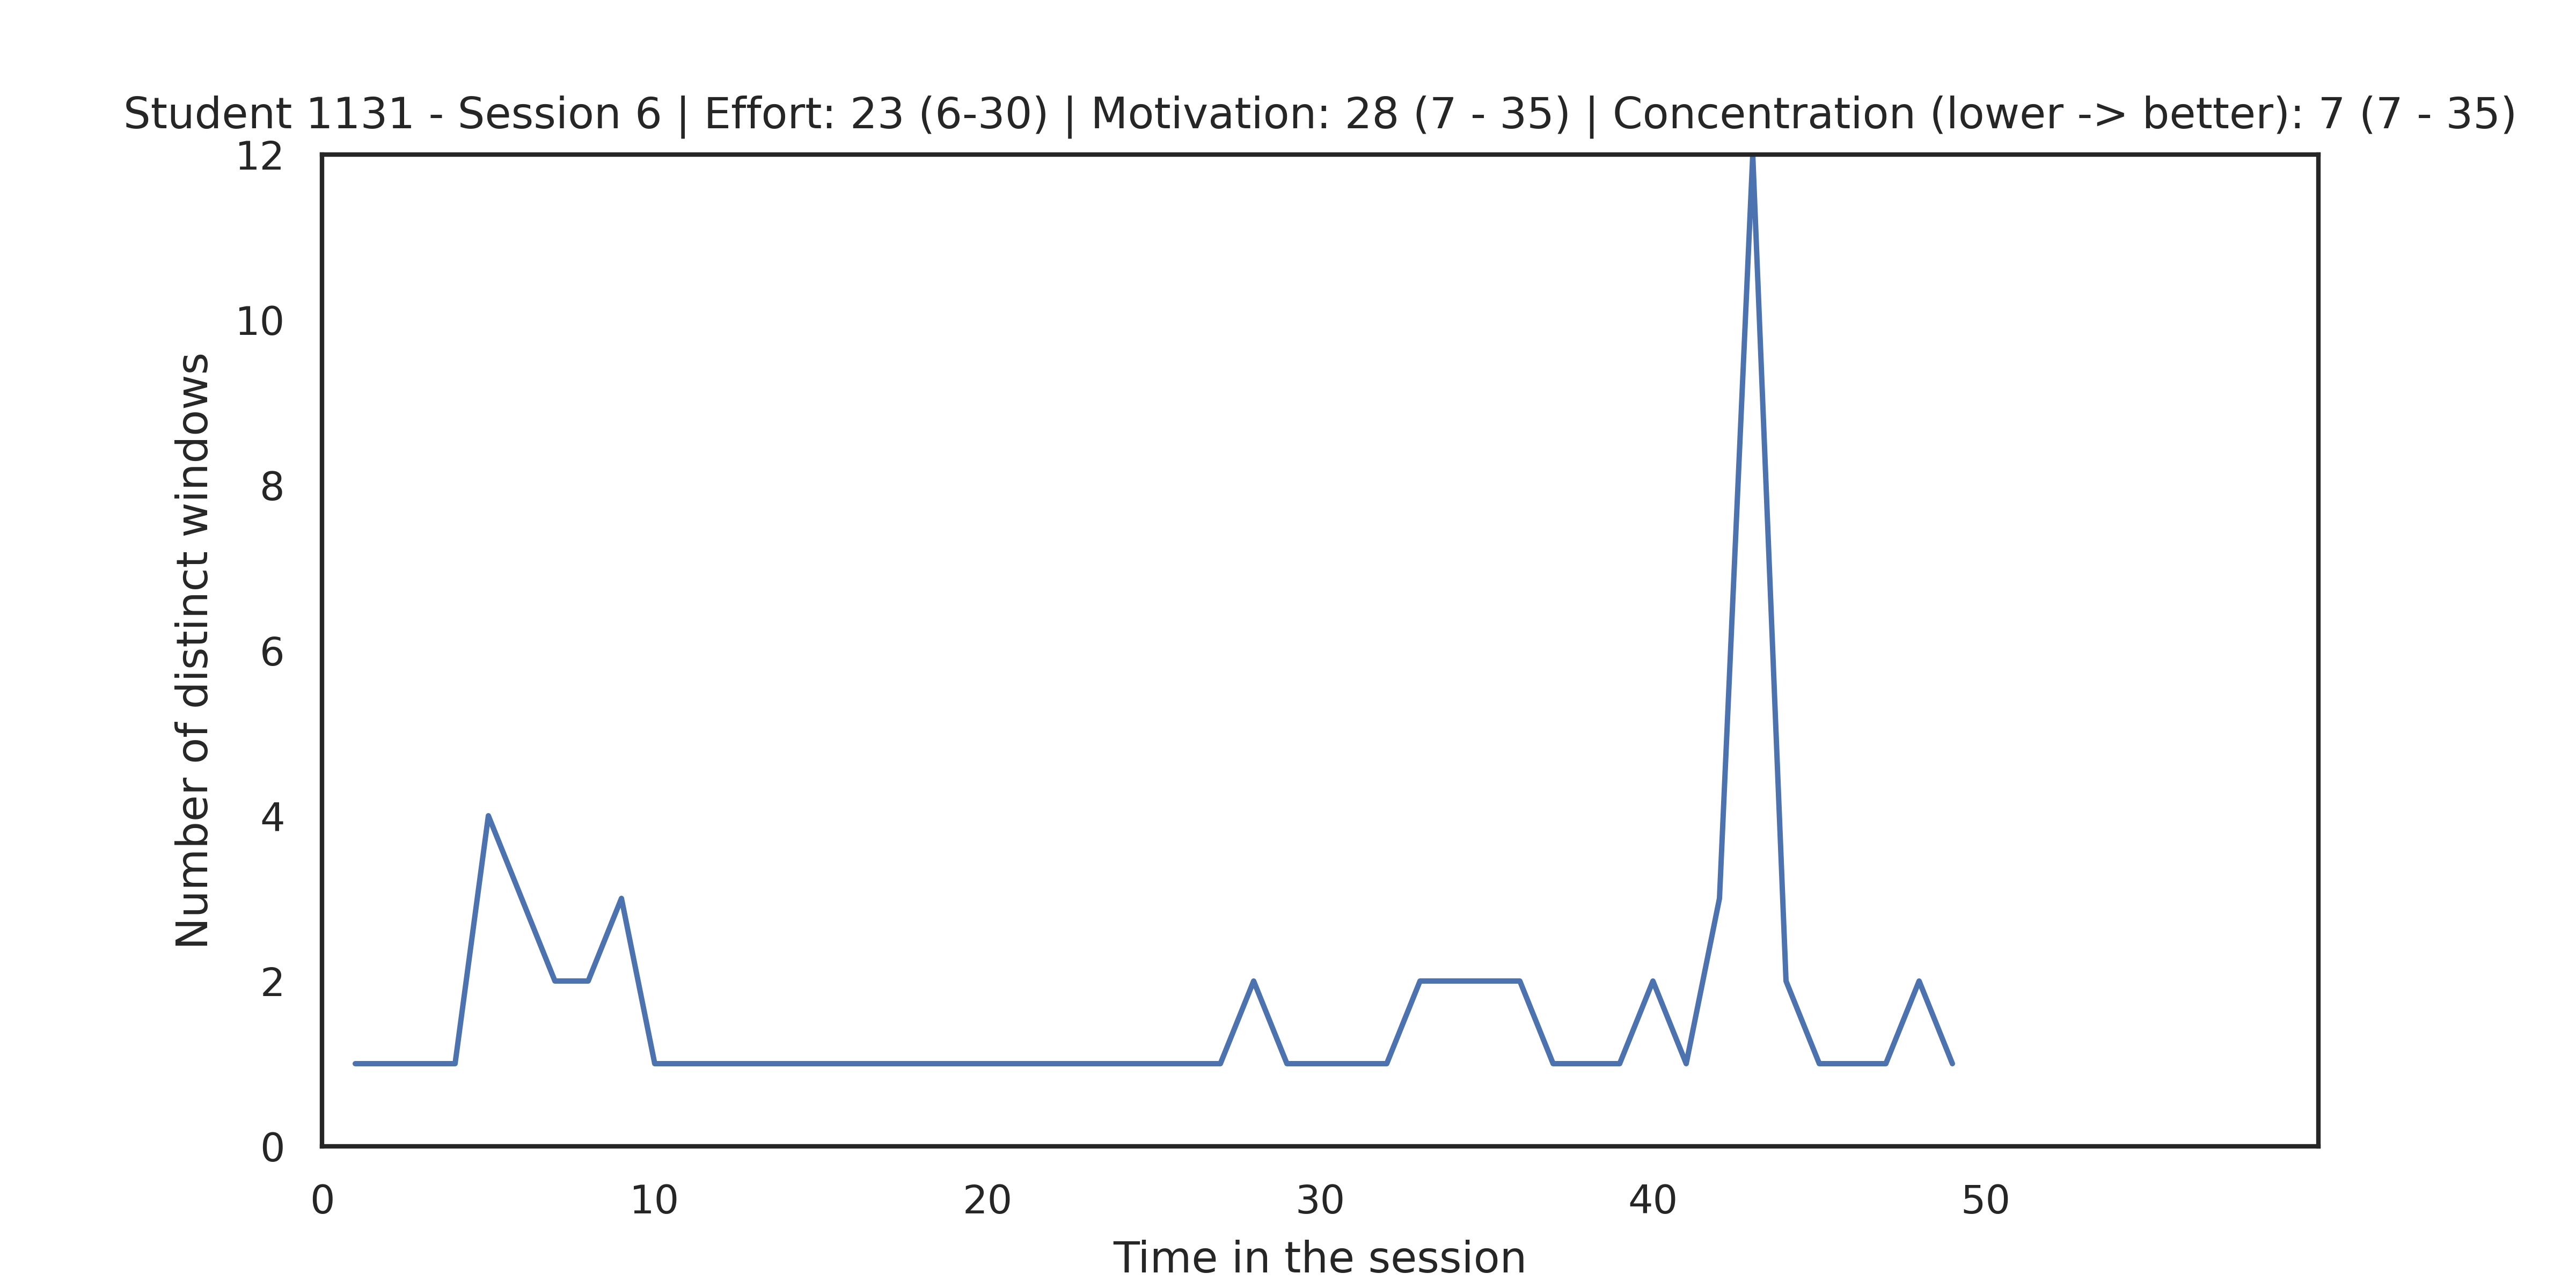 Student 1131 - Session 6 | Effort: 23 (6-30) | Motivation: 28 (7 - 35) | Concentration (lower -> better): 7 (7 - 35)
12
10
8
6
4
2
0
Number of distinct windows
0 10 20 30 40 50
Time in the session